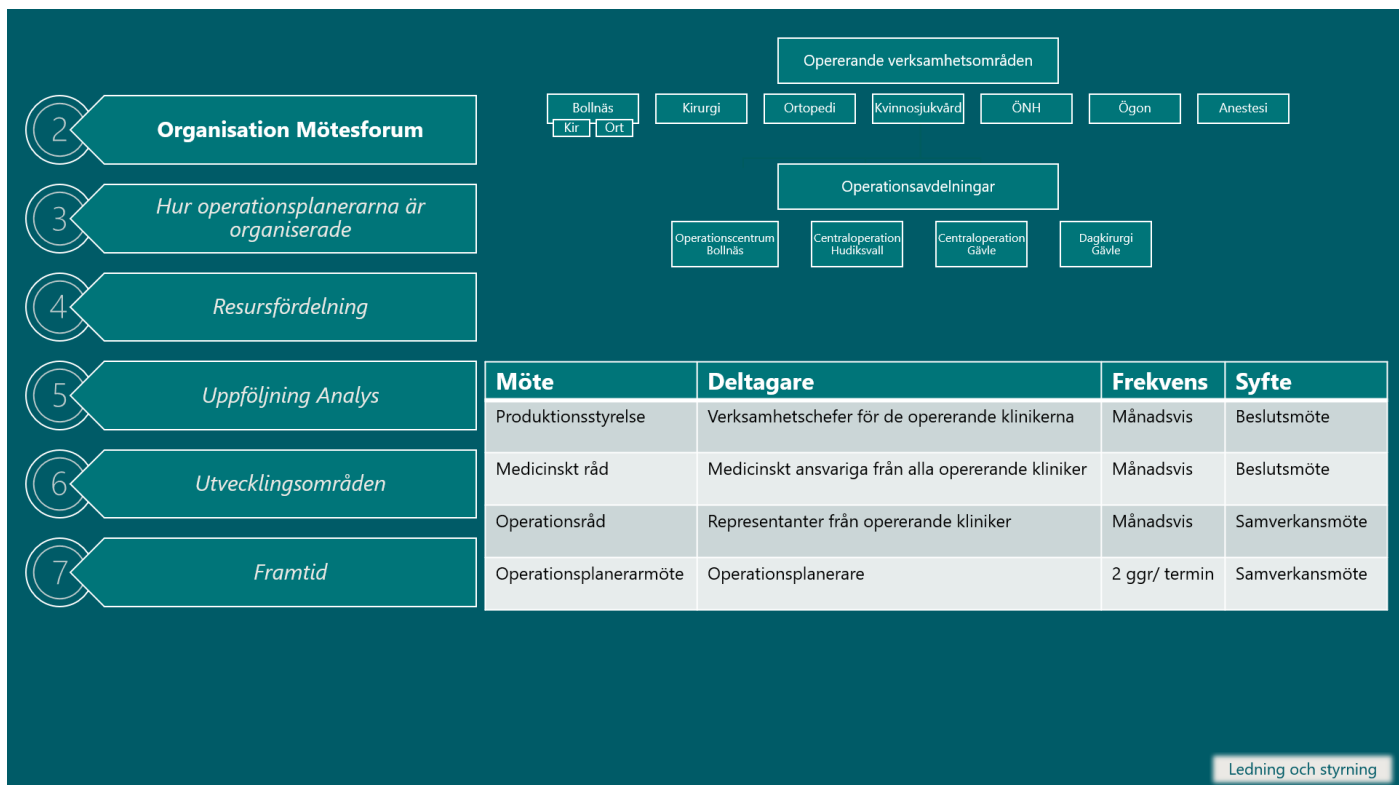 2
Organisation Mötesforum
3
Hur operationsplanerarna är
organiserade
4
Resursfördelning
5
Uppföljning Analys
6
Utvecklingsområden
7
Framtid
Opererande verksamhetsområden
Bollnäs
Kir
Ort
Kirurgi
Ortopedi
Kvinnosjukvård
ÖNH
Ögon
Anestesi
Operationsavdelningar
Operationscentrum
Bollnäs
Centraloperation
Hudiksvall
Centraloperation
Gävle
Dagkirurgi
Gävle
Möte Deltagare Frekvens Syfte
Produktionsstyrelse Verksamhetschefer för de opererande klinikerna Månadsvis Beslutsmöte
Medicinskt råd Medicinskt ansvariga från alla opererande kliniker Månadsvis Beslutsmöte
Operationsråd Representanter från opererande kliniker Månadsvis Samverkansmöte
Operationsplanerarmöte Operationsplanerare 2 ggr/ termin Samverkansmöte
Ledning och styrning